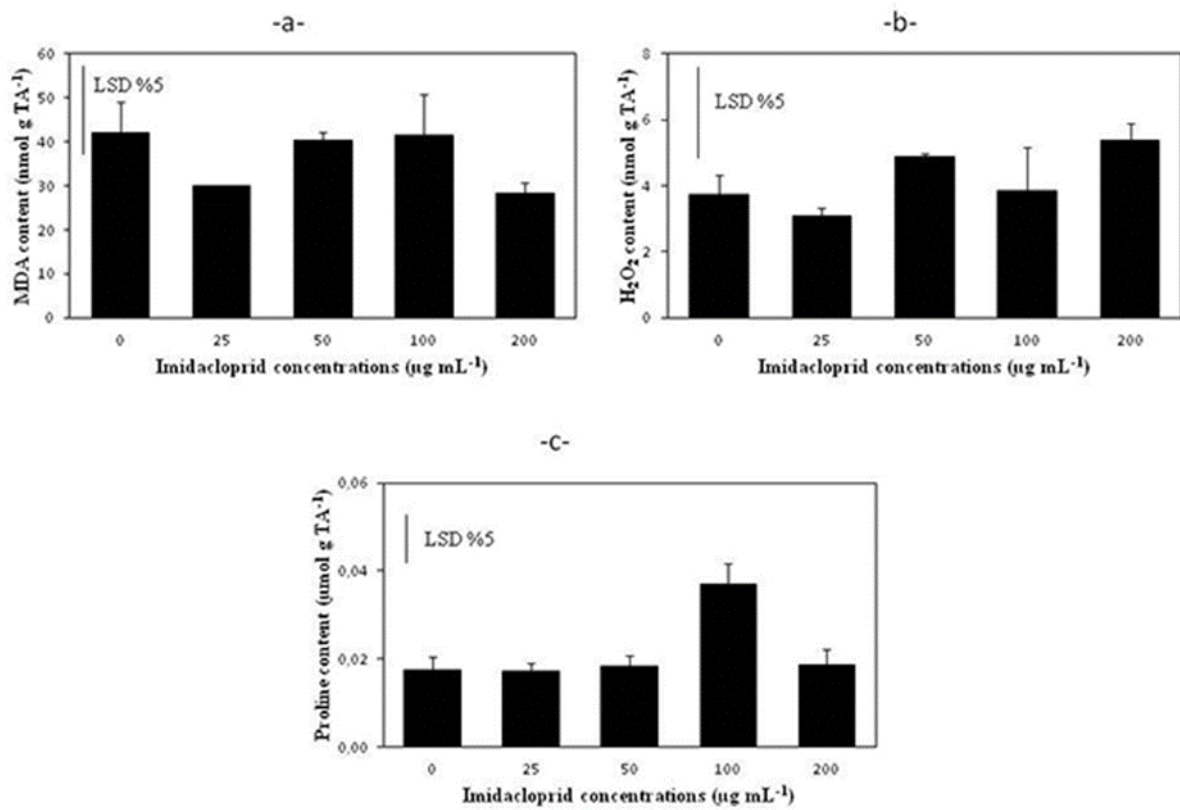 -a-
MDA content (nmol g TA⁻¹)
60
50
40
30
20
10
0
LSD %5
0 25 50 100 200
Imidacloprid concentrations (µg mL⁻¹)
-b-
H₂O₂ content (nmol g TA⁻¹)
8
6
4
2
0
LSD %5
0 25 50 100 200
Imidacloprid concentrations (µg mL⁻¹)
-c-
Proline content (µmol g TA⁻¹)
0,06
0,04
0,02
0,00
LSD %5
0 25 50 100 200
Imidacloprid concentrations (µg mL⁻¹)